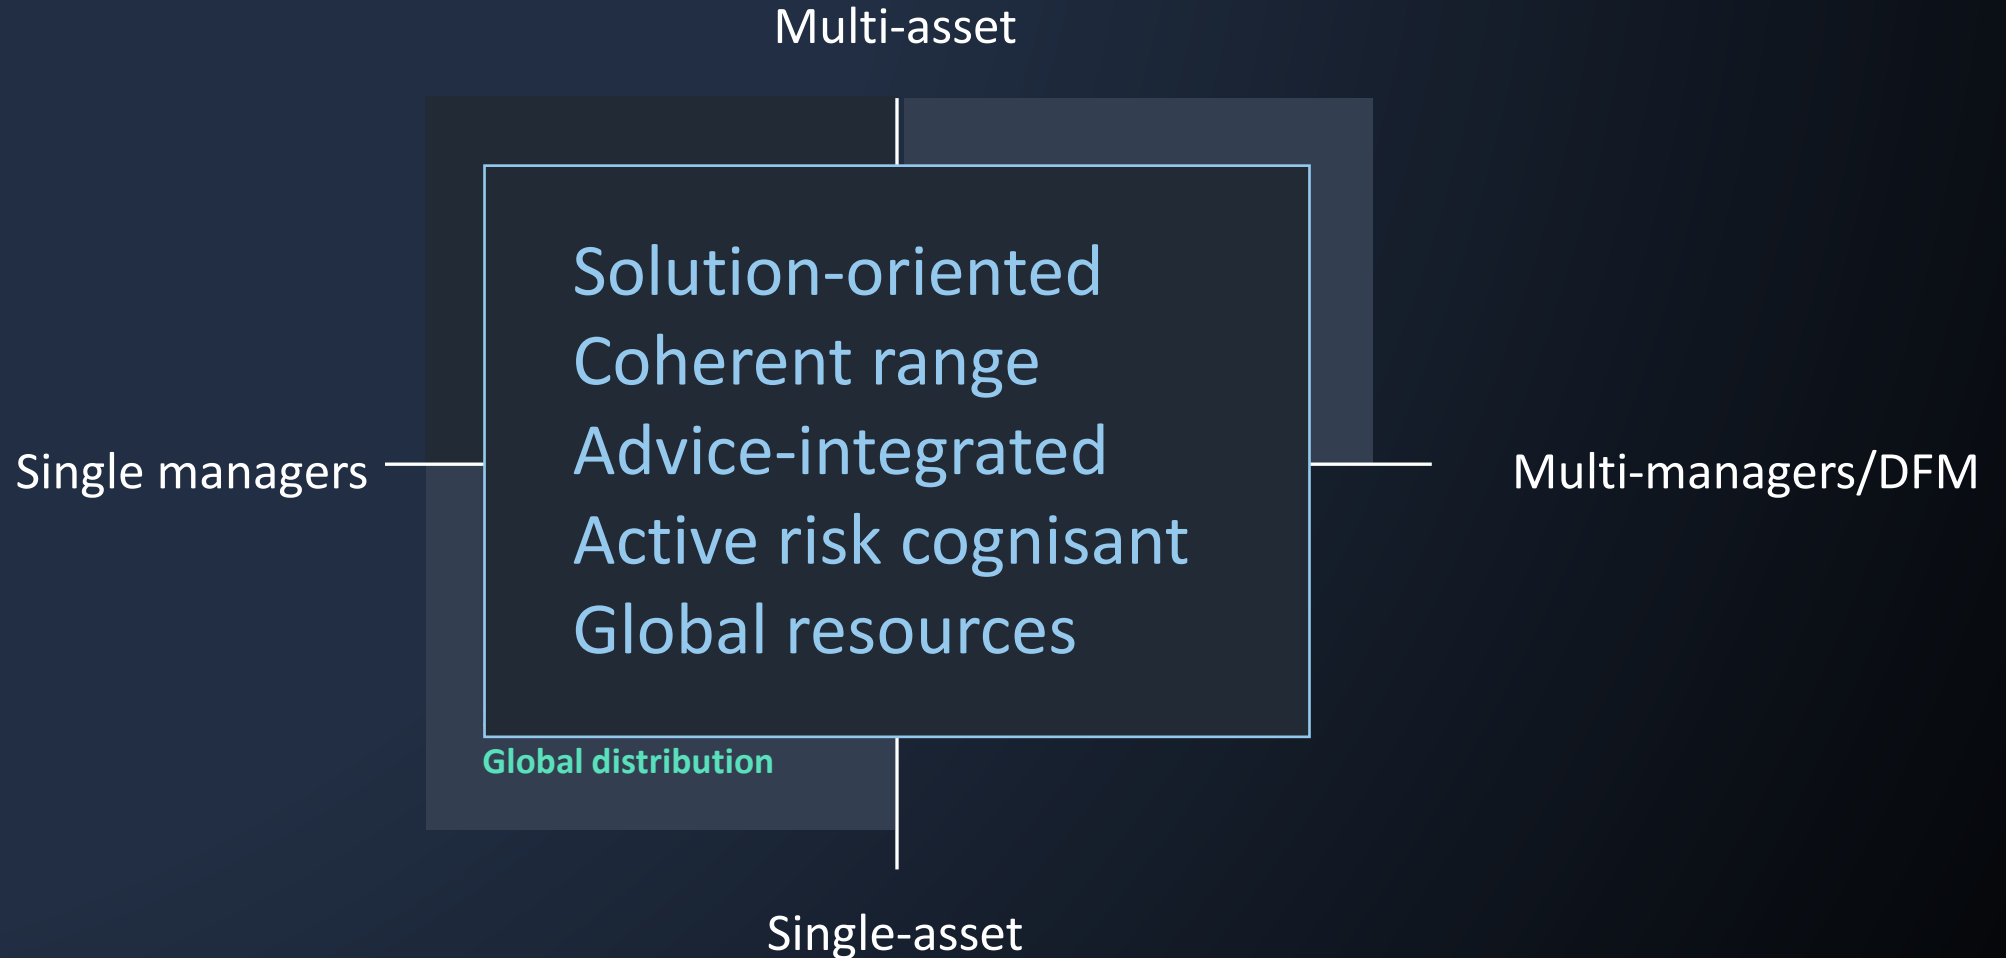 Multi-asset
Solution-oriented
Coherent range
Advice-integrated
Single managers
Multi-managers/DFM
Active risk cognisant
Global resources
Global distribution
Single-asset